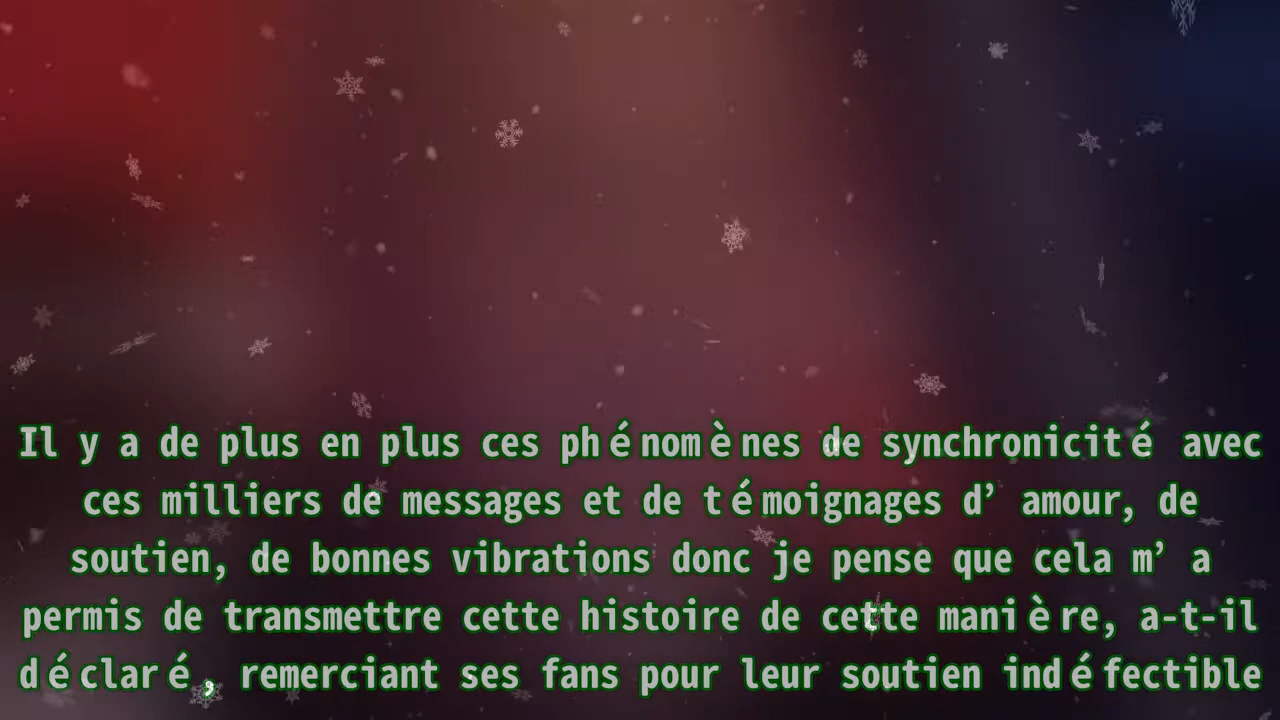 Il y a de plus en plus ces phénomènes de synchronicité avec
ces milliers de messages et de témoignages d’ amour, de
soutien, de bonnes vibrations donc je pense que cela m’ a
permis de transmettre cette histoire de cette manière, a-t-il
déclaré, remerciant ses fans pour leur soutien indéfectible